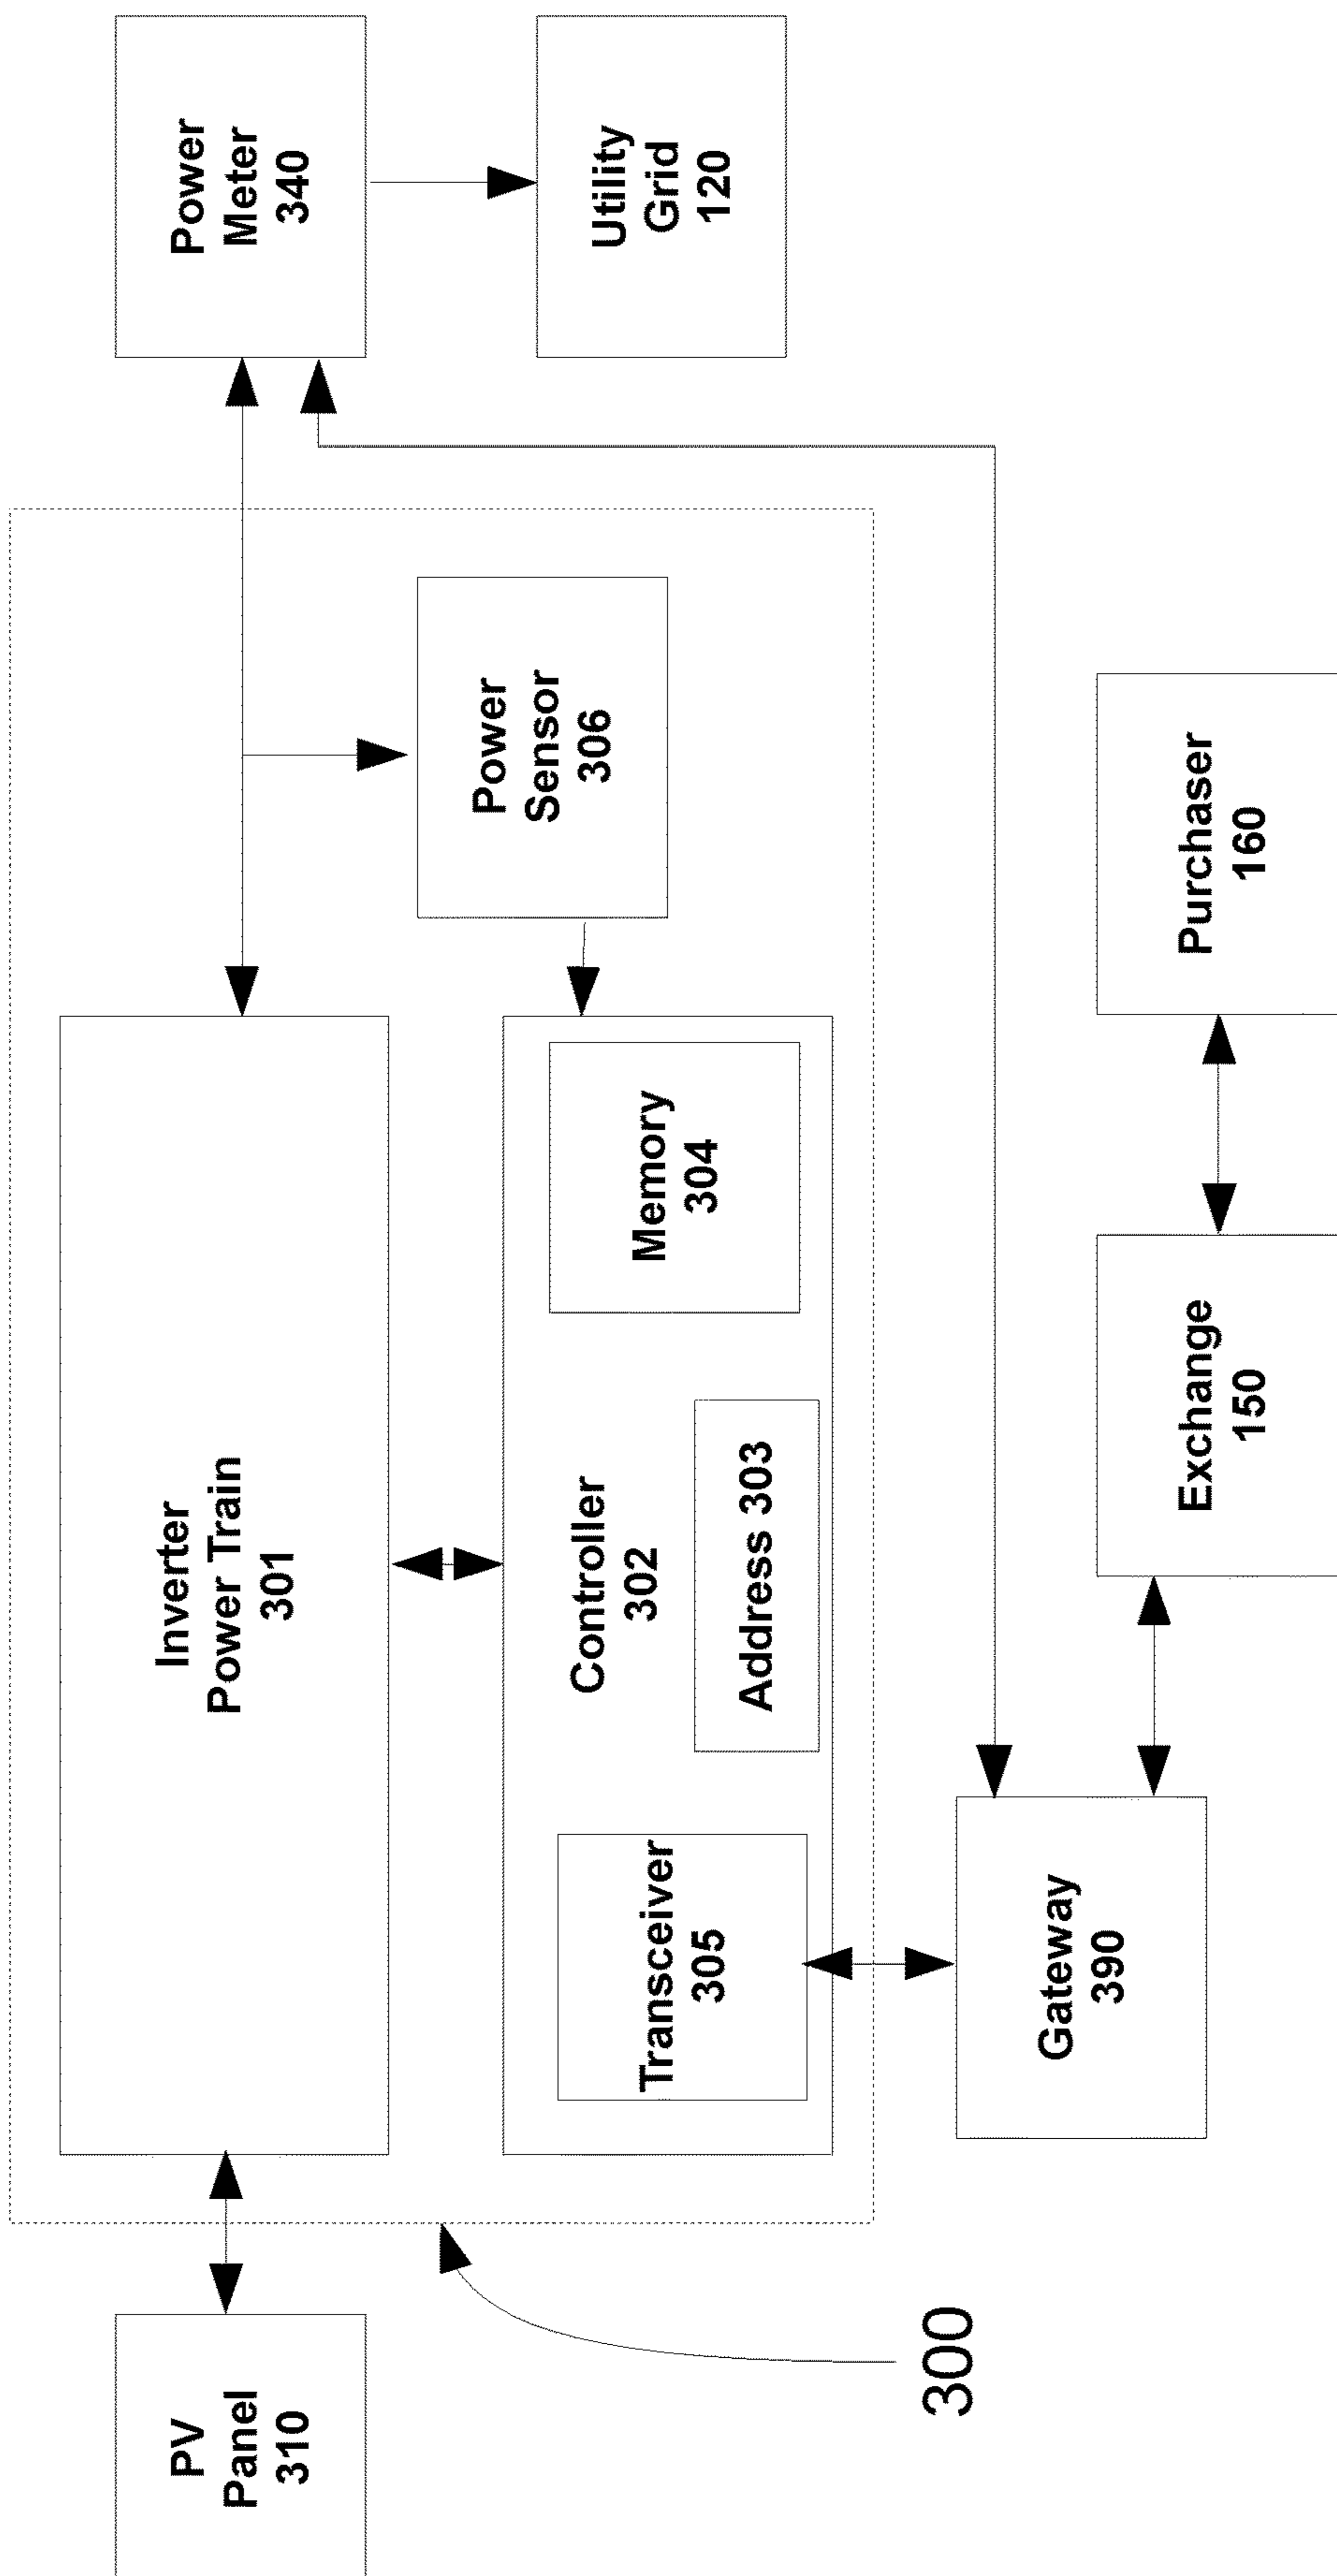 PV
Panel
310
Inverter
Power Train
301
Power
Meter
340
Utility
Grid
120
Power
Sensor
306
Controller
302
Transceiver
305
Address 303
Memory
304
300
Gateway
390
Exchange
150
Purchaser
160